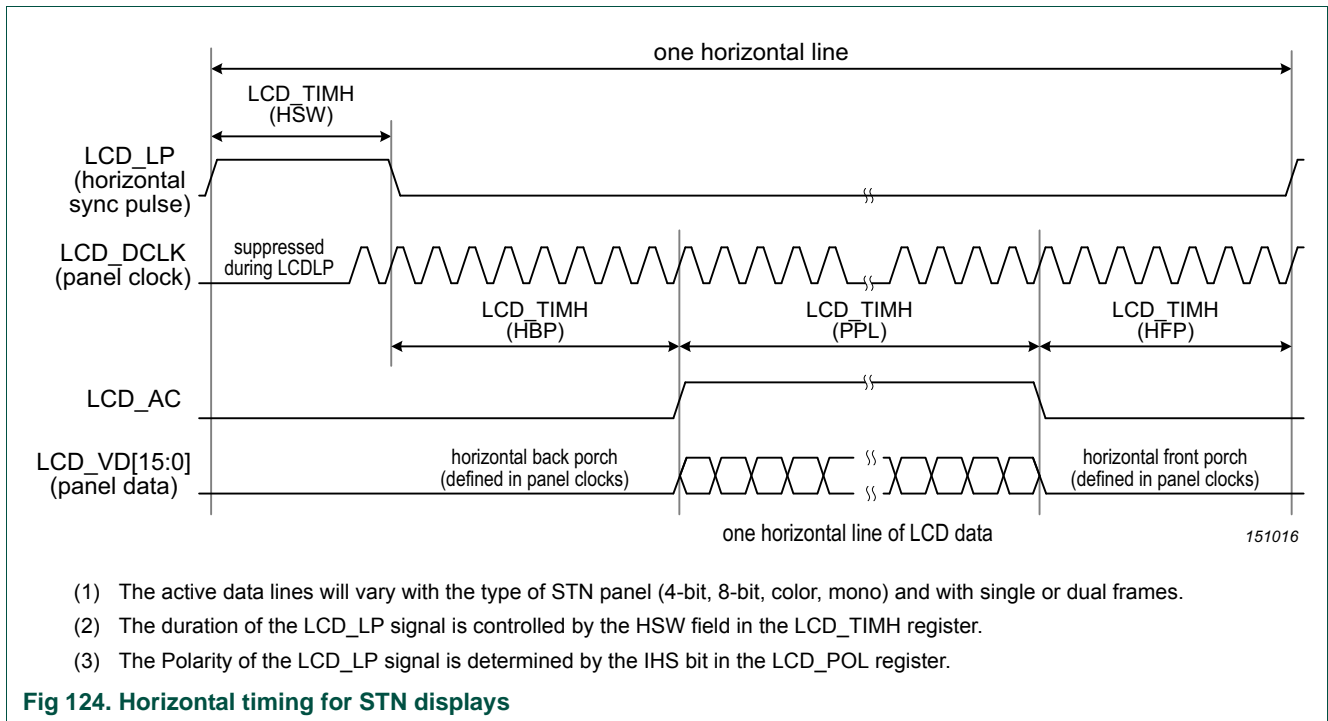 one horizontal line
LCD_TIMH
(HSW)
LCD_LP
(horizontal
sync pulse)
LCD_DCLK
(panel clock)
suppressed
during LCDLP
LCD_TIMH
(HBP)
LCD_TIMH
(PPL)
LCD_TIMH
(HFP)
LCD_AC
LCD_VD[15:0]
(panel data)
horizontal back porch
(defined in panel clocks)
horizontal front porch
(defined in panel clocks)
one horizontal line of LCD data
151016
(1) The active data lines will vary with the type of STN panel (4-bit, 8-bit, color, mono) and with single or dual frames.
(2) The duration of the LCD_LP signal is controlled by the HSW field in the LCD_TIMH register.
(3) The Polarity of the LCD_LP signal is determined by the IHS bit in the LCD_POL register.
Fig 124. Horizontal timing for STN displays